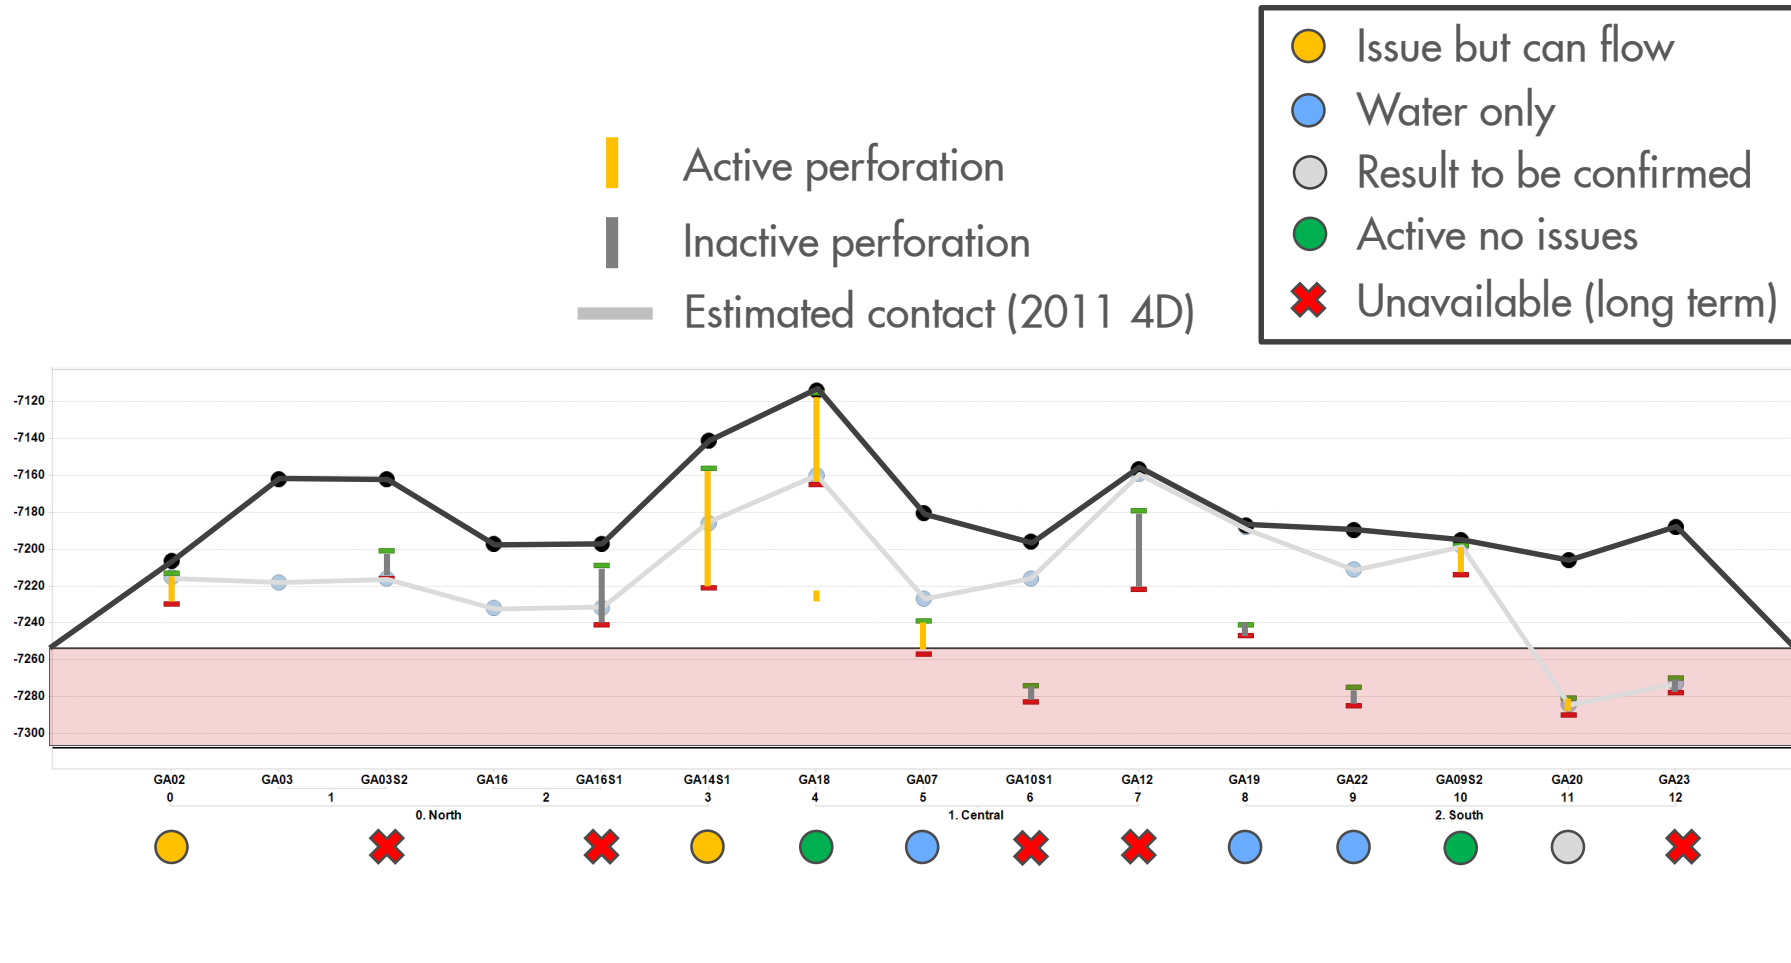 Issue but can flow
Water only
Result to be confirmed
Active no issues
Unavailable (long term)
Active perforation
Inactive perforation
Estimated contact (2011 4D)
-7120
-7140
-7160
-7180
-7200
-7220
-7240
-7260
-7280
-7300
GA02 GA03 GA03S2 GA16 GA16S1 GA14S1 GA18 GA07 GA10S1 GA12 GA19 GA22 GA09S2 GA20 GA23
0 1 2 3 4 5 6 7 8 9 10 11 12
0. North 1. Central 2. South